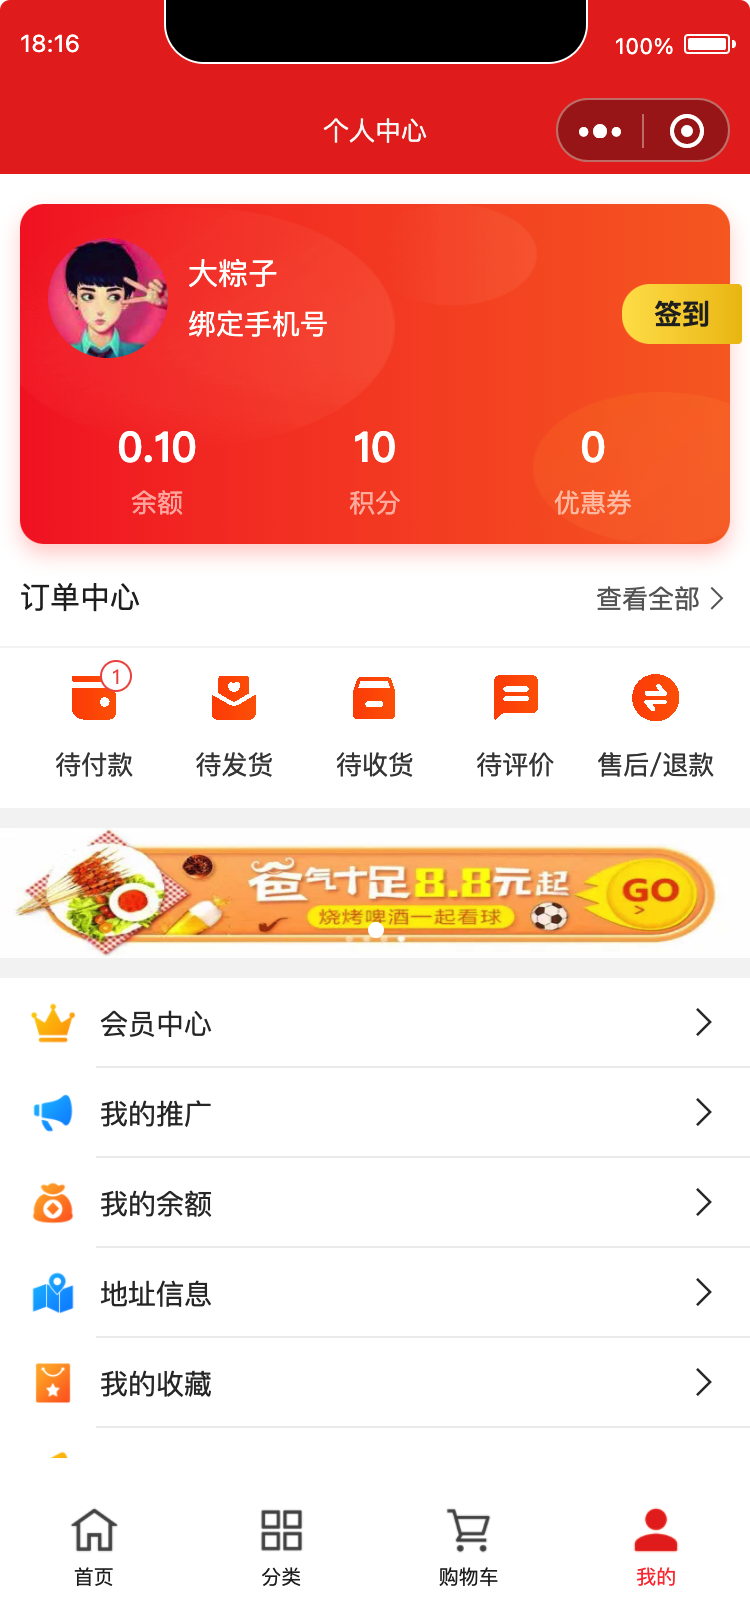 18:16
100%
个人中心
大粽子
绑定手机号
签到
0.10
10
0
余额
积分
优惠券
订单中心
查看全部
1
待付款
待发货
待收货
待评价
售后/退款
爸气十足8.8元起
GO
烧烤啤酒一起看球
会员中心
我的推广
我的余额
地址信息
我的收藏
首页
分类
购物车
我的